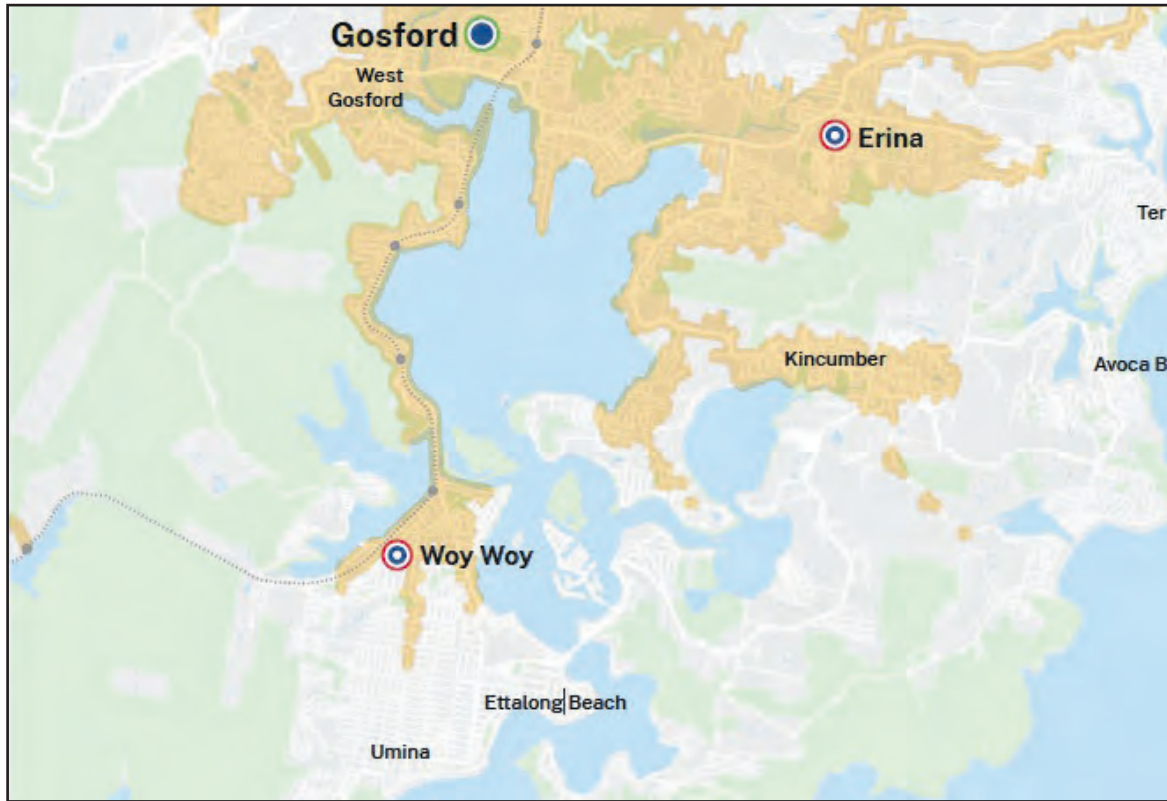 Gosford
West
Gosford
Erina
Ter
Kincumber
Avoca B
Woy Woy
Ettalong Beach
Umina